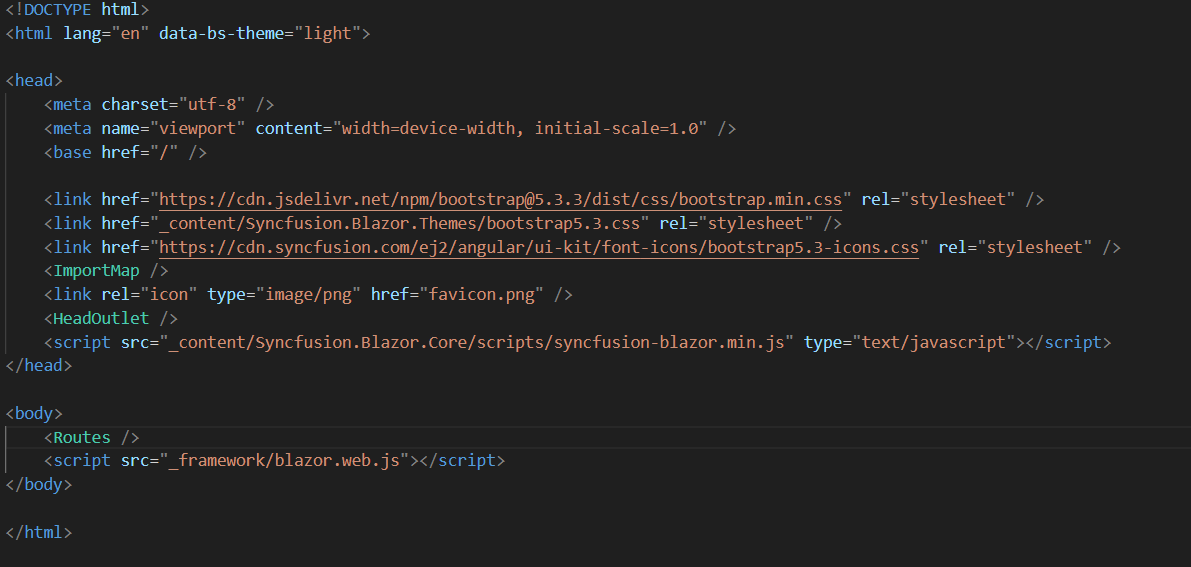 <!DOCTYPE html>
<html lang="en" data-bs-theme="light">
<head>
<meta charset="utf-8" />
<meta name="viewport" content="width=device-width, initial-scale=1.0" />
<base href="/" />
<link href="https://cdn.jsdelivr.net/npm/bootstrap@5.3.3/dist/css/bootstrap.min.css" rel="stylesheet" />
<link href="_content/Syncfusion.Blazor.Themes/bootstrap5.3.css" rel="stylesheet" />
<link href="https://cdn.syncfusion.com/ej2/angular/ui-kit/font-icons/bootstrap5.3-icons.css" rel="stylesheet" />
<ImportMap />
<link rel="icon" type="image/png" href="favicon.png" />
<HeadOutlet />
<script src="_content/Syncfusion.Blazor.Core/scripts/syncfusion-blazor.min.js" type="text/javascript"></script>
</head>
<body>
<Routes />
<script src="_framework/blazor.web.js"></script>
</body>
</html>